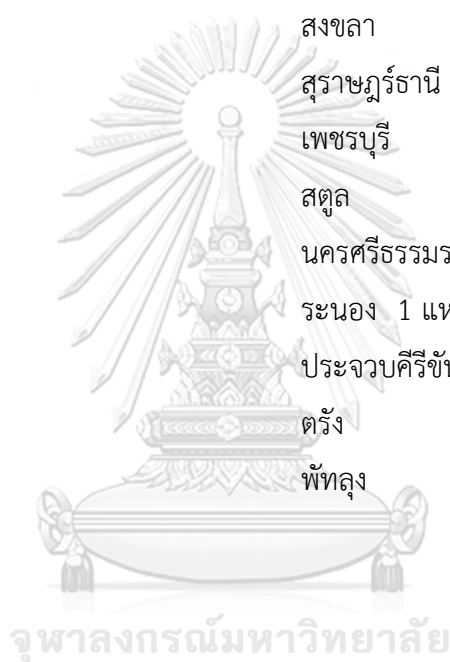 สงขลา
สุราษฎร์ธานี
เพชรบุรี
สตูล
นครศรีธรรมร
ระนอง 1 แห
ประจวบคีรีขัน
ตรัง
พัทลุง
จุฬาลงกรณ์มหาวิทยาลัย